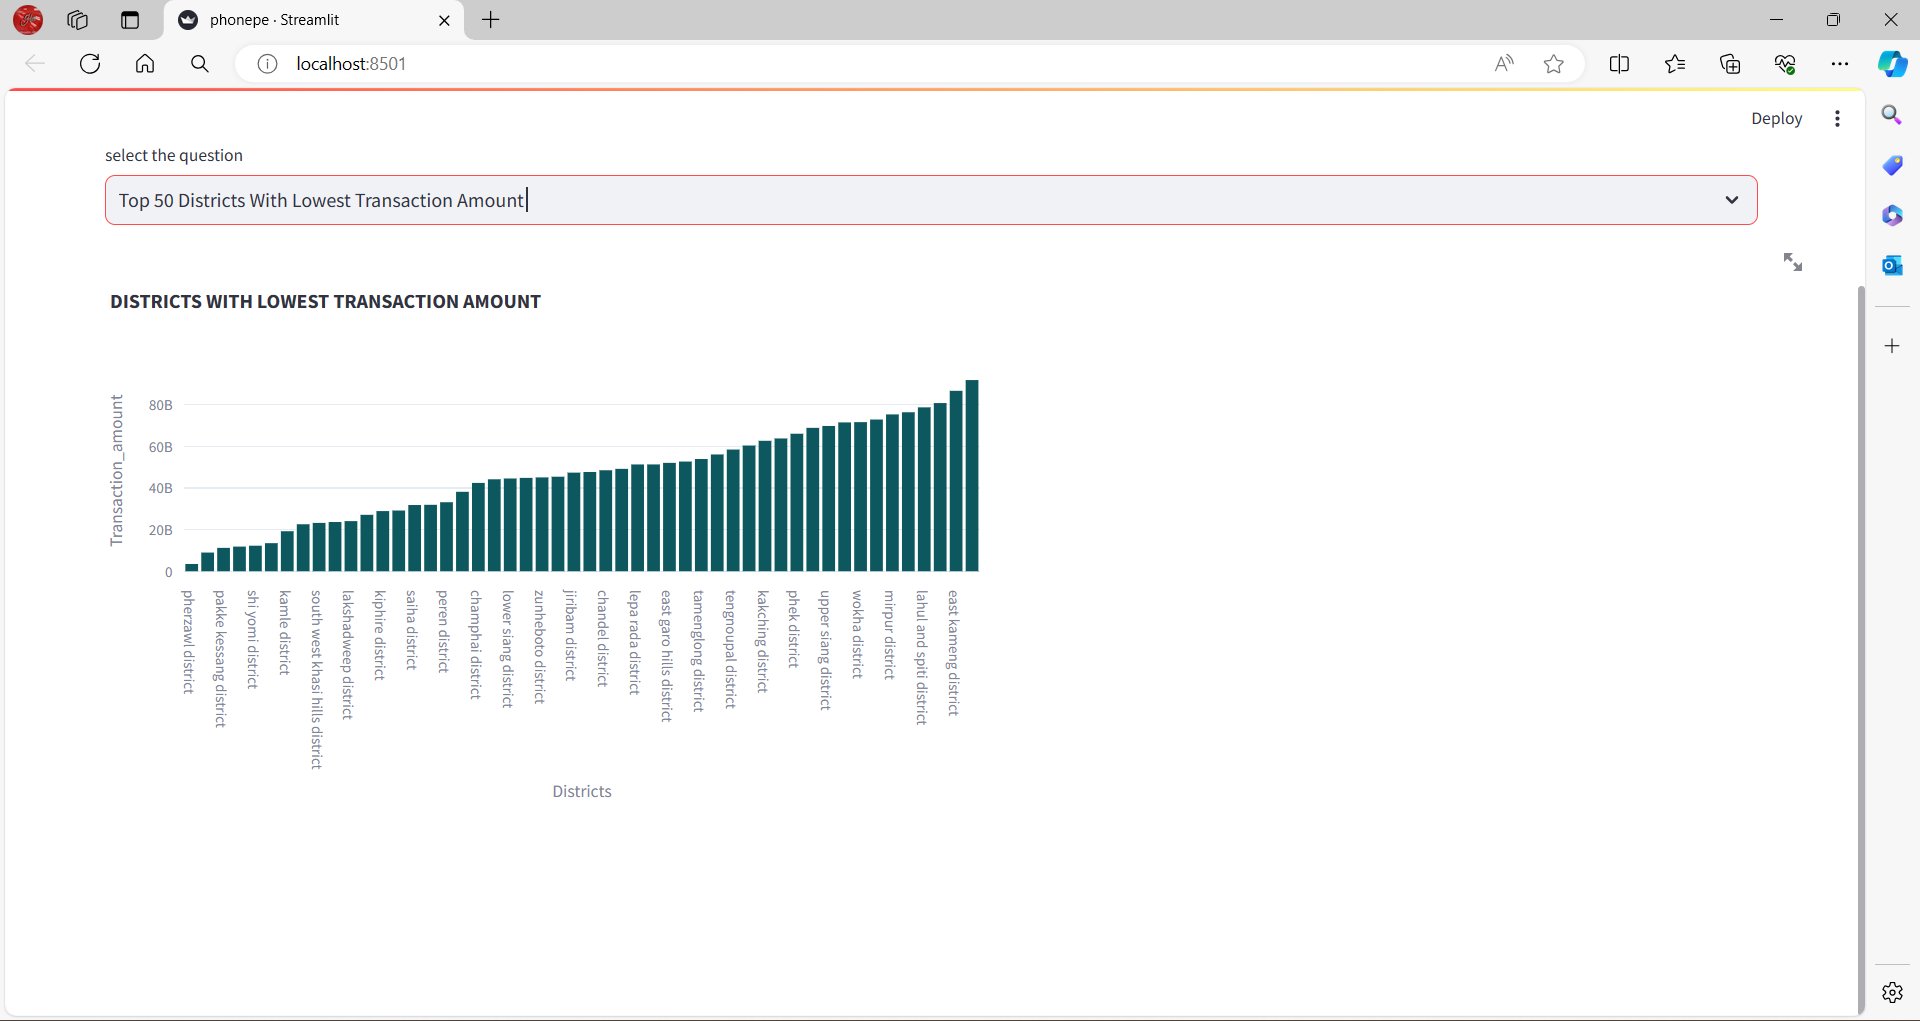 phonepe · Streamlit
localhost:8501
Deploy
select the question
Top 50 Districts With Lowest Transaction Amount
DISTRICTS WITH LOWEST TRANSACTION AMOUNT
Transaction_amount
80B
60B
40B
20B
0
pherzawl district
pakke kessang district
shi yomi district
kamle district
south west khasi hills district
lakshadweep district
kiphire district
saiha district
peren district
champhai district
lower siang district
zunheboto district
jiribam district
chandel district
lepa rada district
east garo hills district
tamenglong district
tengnoupal district
kakching district
phek district
upper siang district
wokha district
mirpur district
lahul and spiti district
east kameng district
Districts